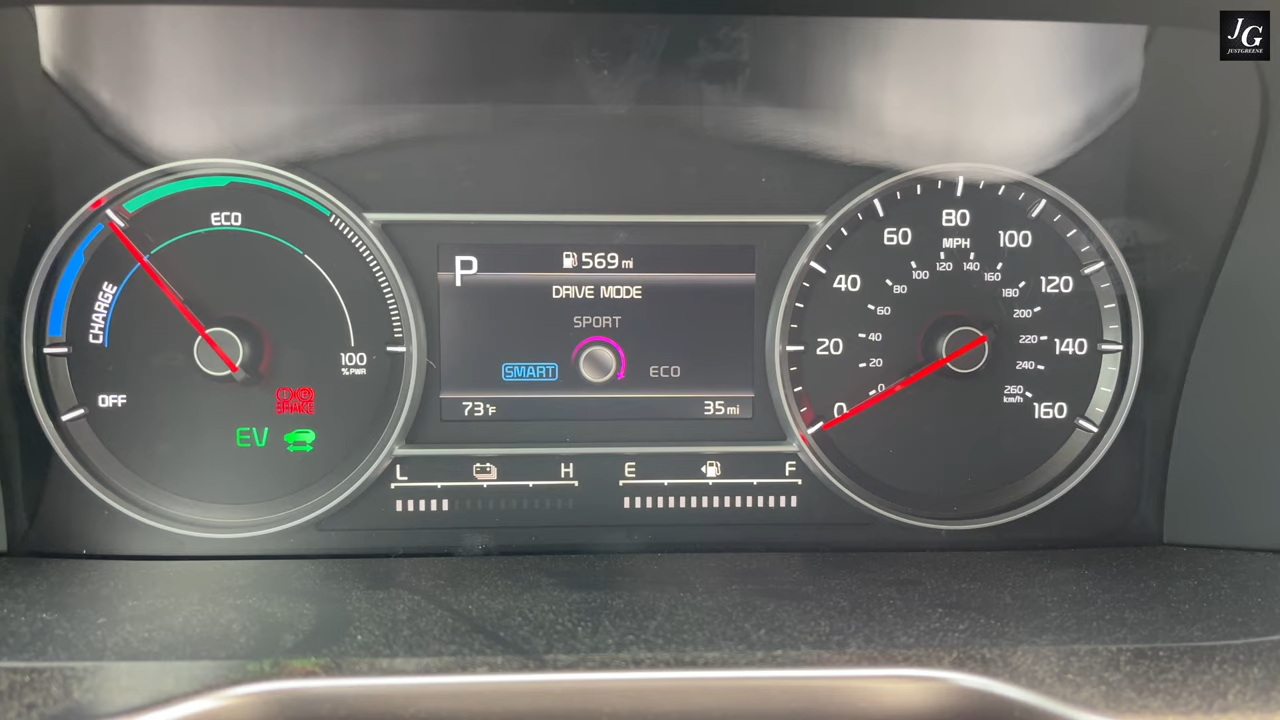 JG
JUSTGREENE
ECO
CHARGE
OFF
100
%PWR
BRAKE
EV
P
569 mi
DRIVE MODE
SPORT
SMART
ECO
73°F
35 mi
L H
E F
0
20
40
60
80
100
120
140
160
MPH
0
20
40
60
80
100
120
140
160
180
200
220
240
260
km/h